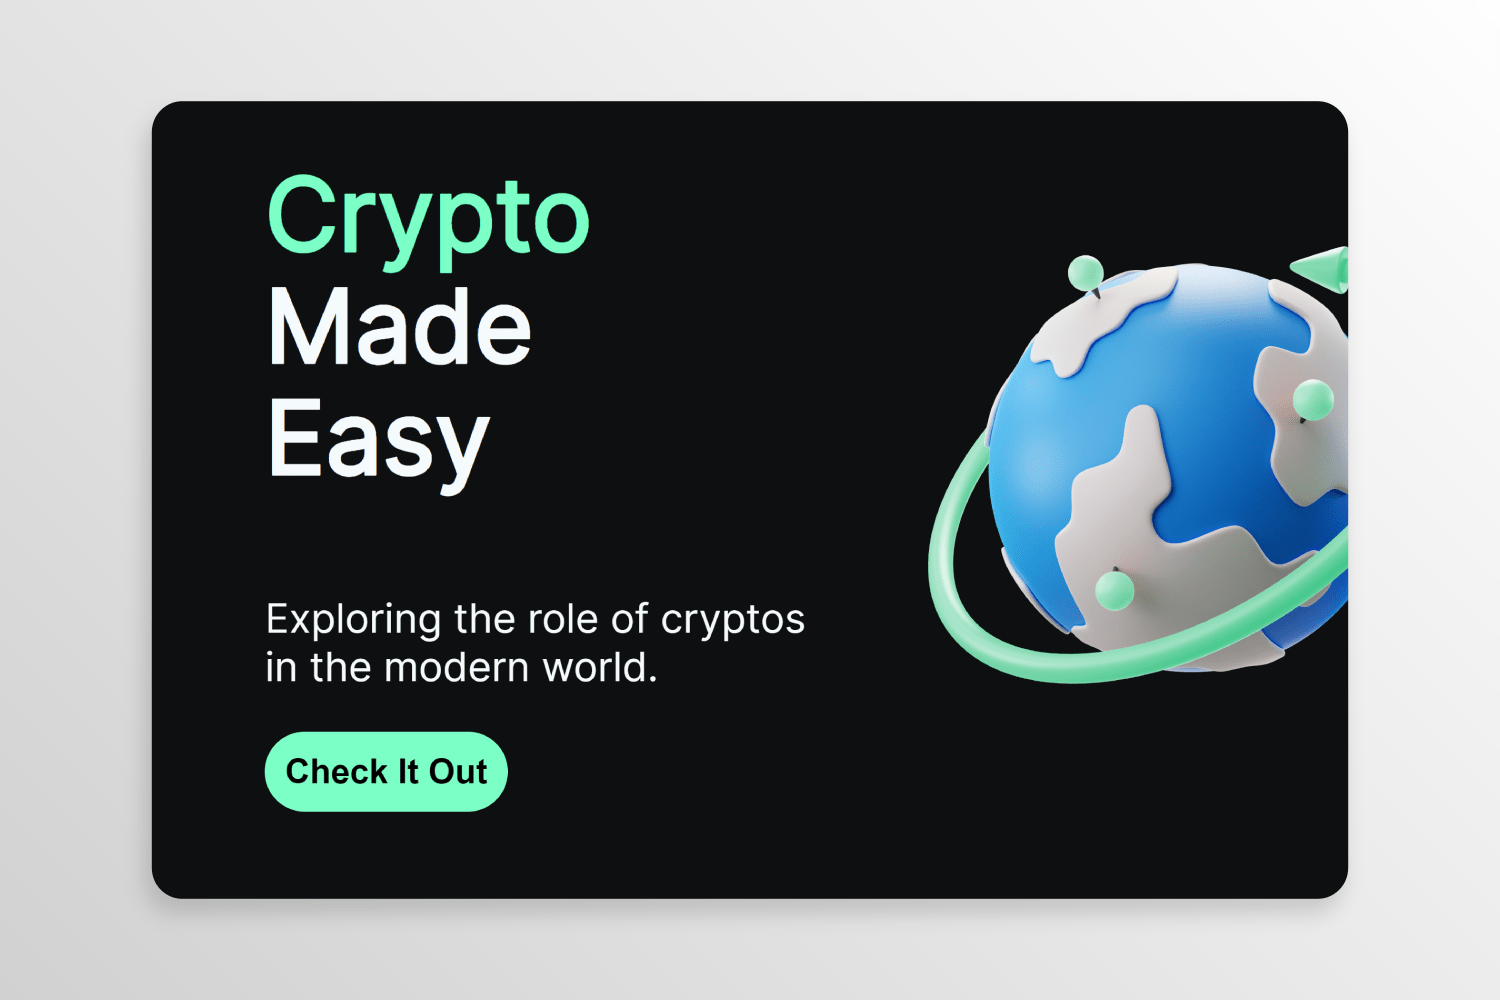 Crypto
Made
Easy
Exploring the role of cryptos
in the modern world.
Check It Out